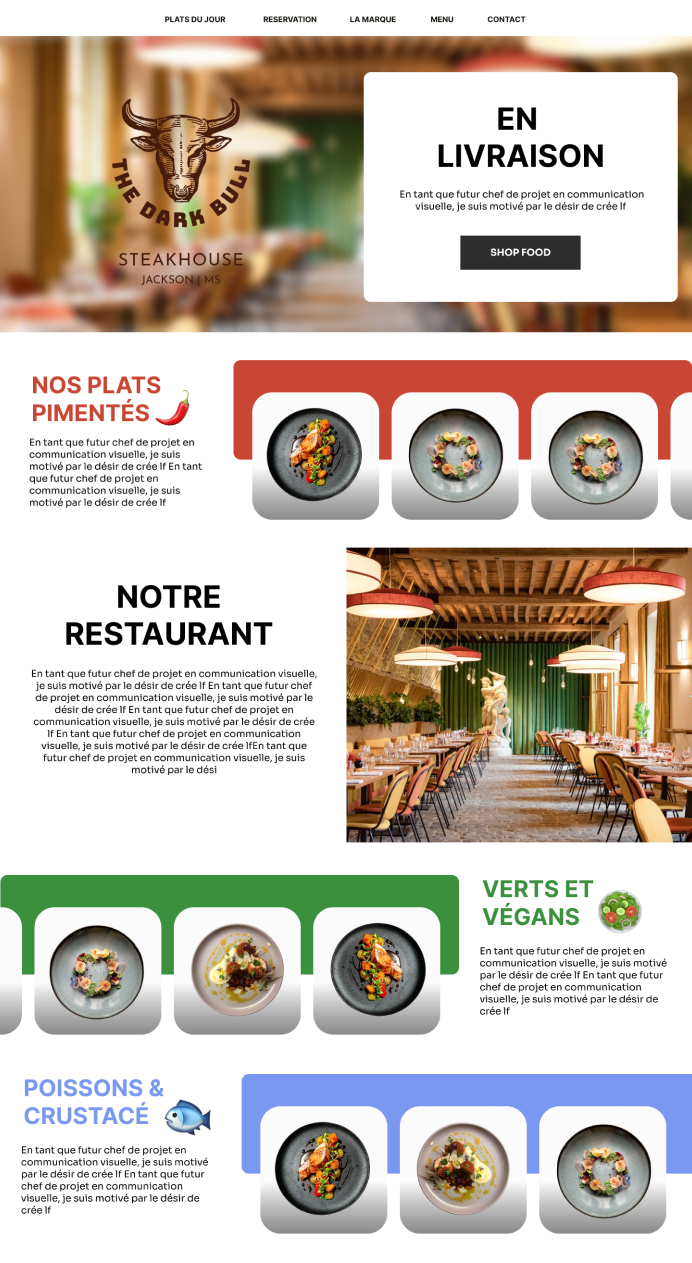 PLATS DU JOUR RESERVATION LA MARQUE MENU CONTACT
THE DARK BULL
STEAKHOUSE
JACKSON | MS
EN
LIVRAISON
En tant que futur chef de projet en communication
visuelle, je suis motivé par le désir de crée lf
SHOP FOOD
NOS PLATS
PIMENTÉS
En tant que futur chef de projet en
communication visuelle, je suis
motivé par le désir de crée lf En tant
que futur chef de projet en
communication visuelle, je suis
motivé par le désir de crée lf
NOTRE
RESTAURANT
En tant que futur chef de projet en communication visuelle,
je suis motivé par le désir de crée lf En tant que futur chef
de projet en communication visuelle, je suis motivé par le
désir de crée lf En tant que futur chef de projet en
communication visuelle, je suis motivé par le désir de crée
lf En tant que futur chef de projet en communication
visuelle, je suis motivé par le désir de crée lfEn tant que
futur chef de projet en communication visuelle, je suis
motivé par le dési
VERTS ET
VÉGANS
En tant que futur chef de projet en
communication visuelle, je suis motivé
par le désir de crée lf En tant que futur
chef de projet en communication
visuelle, je suis motivé par le désir de
crée lf
POISSONS &
CRUSTACÉ
En tant que futur chef de projet en
communication visuelle, je suis motivé
par le désir de crée lf En tant que futur
chef de projet en communication
visuelle, je suis motivé par le désir de
crée lf